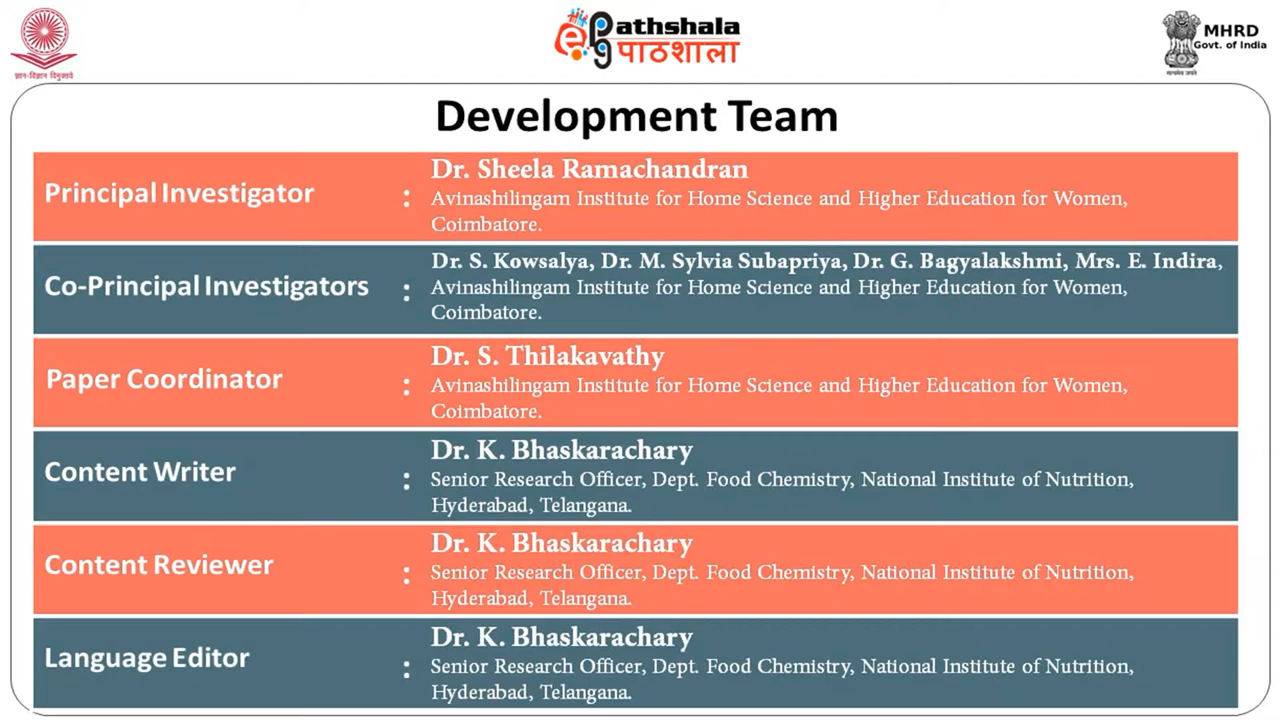 ज्ञान-विज्ञान विमुक्तये
ePathshala
पाठशाला
MHRD
Govt. of India
सत्यमेव जयते
Development Team
Principal Investigator :
Dr. Sheela Ramachandran
Avinashilingam Institute for Home Science and Higher Education for Women,
Coimbatore.
Co-Principal Investigators :
Dr. S. Kowsalya, Dr. M. Sylvia Subapriya, Dr. G. Bagyalakshmi, Mrs. E. Indira,
Avinashilingam Institute for Home Science and Higher Education for Women,
Coimbatore.
Paper Coordinator :
Dr. S. Thilakavathy
Avinashilingam Institute for Home Science and Higher Education for Women,
Coimbatore.
Content Writer :
Dr. K. Bhaskarachary
Senior Research Officer, Dept. Food Chemistry, National Institute of Nutrition,
Hyderabad, Telangana.
Content Reviewer :
Dr. K. Bhaskarachary
Senior Research Officer, Dept. Food Chemistry, National Institute of Nutrition,
Hyderabad, Telangana.
Language Editor :
Dr. K. Bhaskarachary
Senior Research Officer, Dept. Food Chemistry, National Institute of Nutrition,
Hyderabad, Telangana.